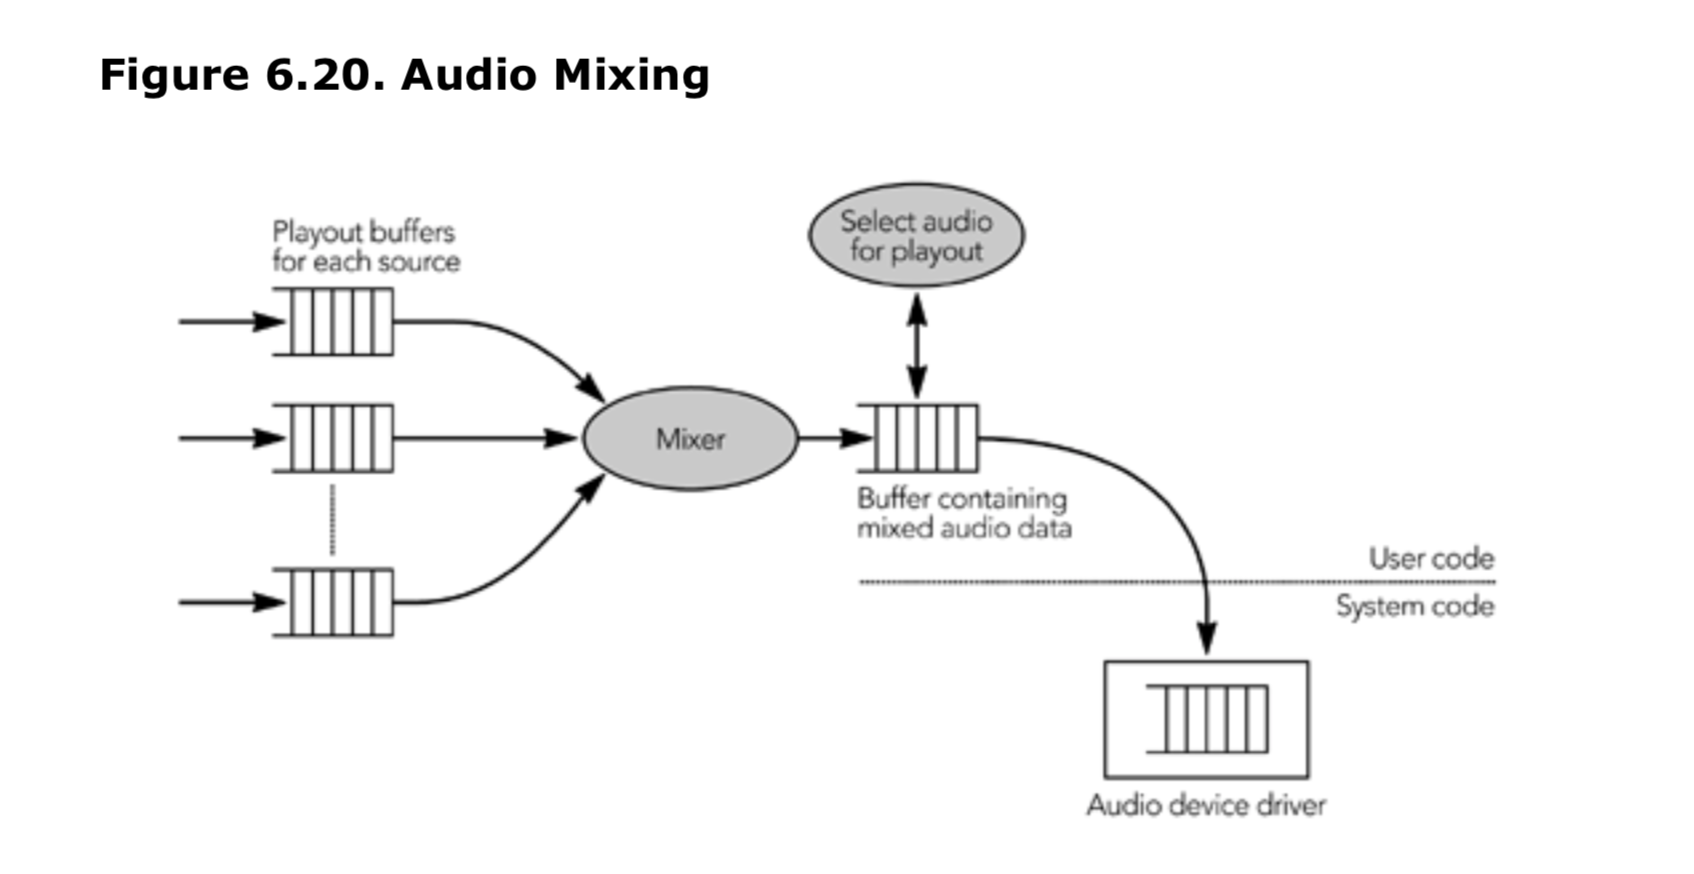 Figure 6.20. Audio Mixing
Select audio
for playout
Playout buffers
for each source
Mixer
Buffer containing
mixed audio data
User code
System code
Audio device driver